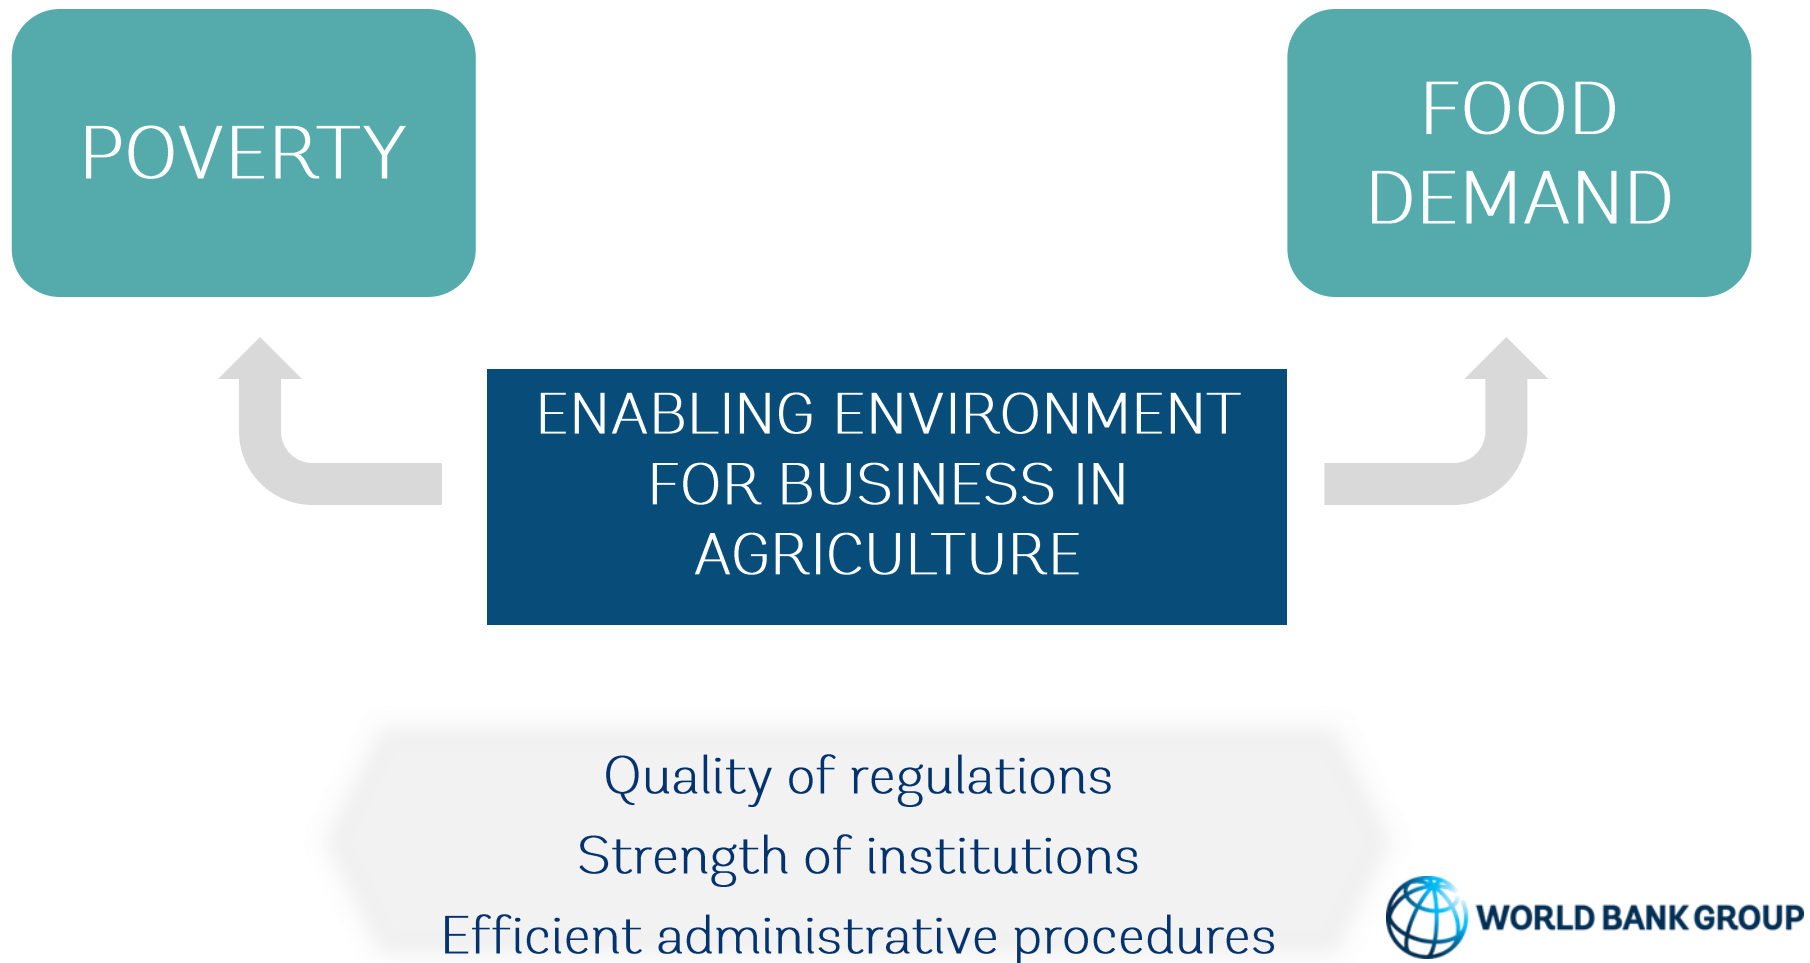 POVERTY
FOOD
DEMAND
ENABLING ENVIRONMENT
FOR BUSINESS IN
AGRICULTURE
Quality of regulations
Strength of institutions
Efficient administrative procedures
WORLD BANK GROUP